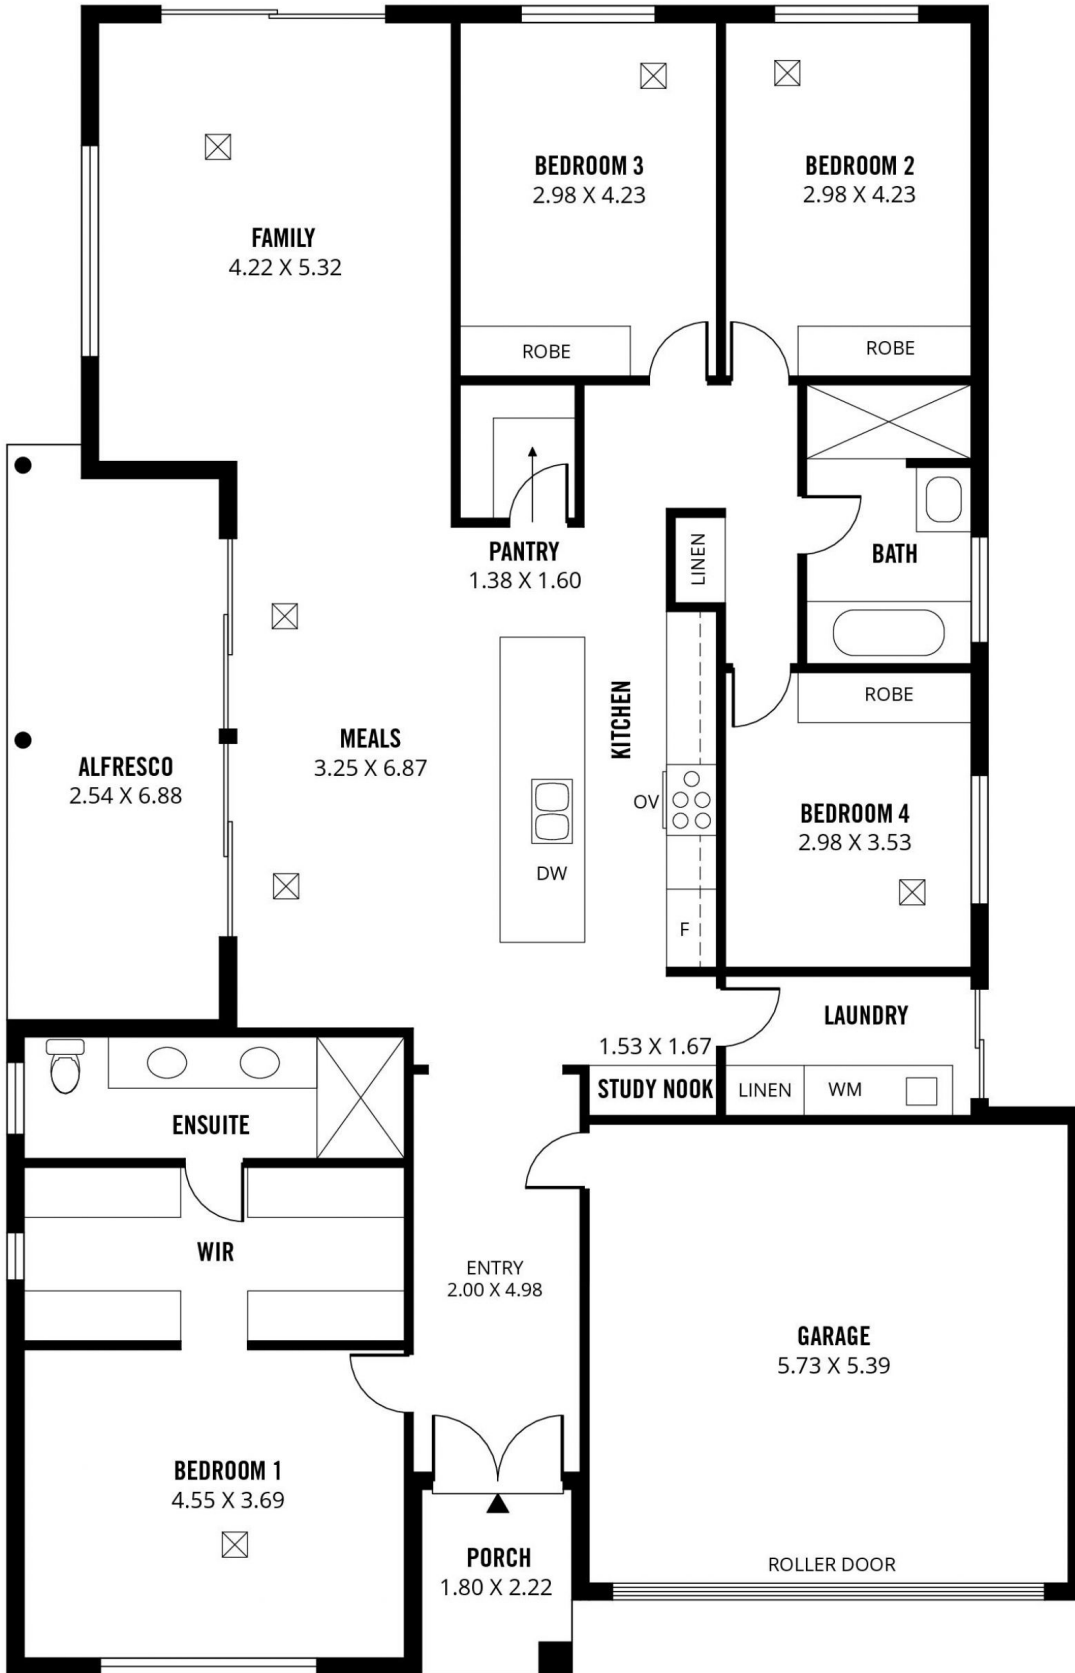 BEDROOM 3
2.98 X 4.23
BEDROOM 2
2.98 X 4.23
FAMILY
4.22 X 5.32
ROBE
ROBE
PANTRY
1.38 X 1.60
LINEN
BATH
KITCHEN
ROBE
MEALS
3.25 X 6.87
ALFRESCO
2.54 X 6.88
OV
BEDROOM 4
2.98 X 3.53
DW
F
LAUNDRY
1.53 X 1.67
STUDY NOOK
LINEN
WM
ENSUITE
WIR
ENTRY
2.00 X 4.98
GARAGE
5.73 X 5.39
BEDROOM 1
4.55 X 3.69
PORCH
1.80 X 2.22
ROLLER DOOR